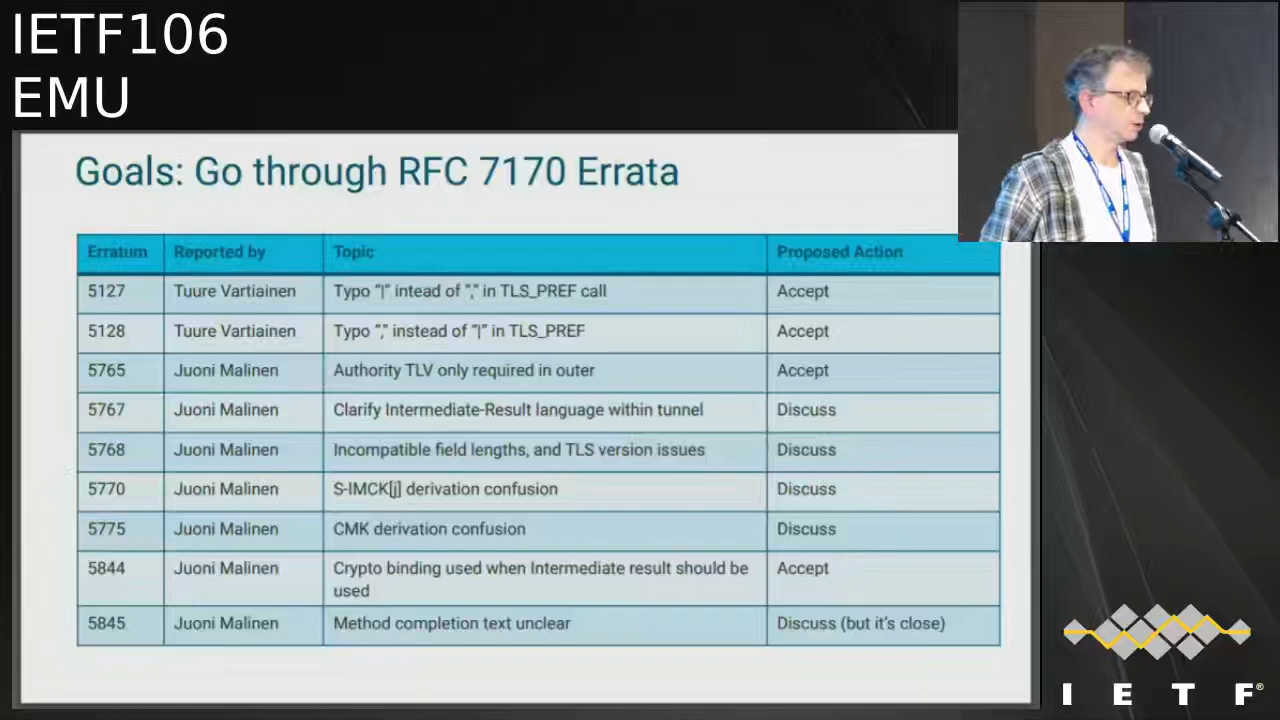 IETF106
EMU
Goals: Go through RFC 7170 Errata
Erratum Reported by Topic Proposed Action
5127 Tuure Vartiainen Typo “|” intead of “,” in TLS_PREF call Accept
5128 Tuure Vartiainen Typo “,” instead of “|” in TLS_PREF Accept
5765 Juoni Malinen Authority TLV only required in outer Accept
5767 Juoni Malinen Clarify Intermediate-Result language within tunnel Discuss
5768 Juoni Malinen Incompatible field lengths, and TLS version issues Discuss
5770 Juoni Malinen S-IMCK[j] derivation confusion Discuss
5775 Juoni Malinen CMK derivation confusion Discuss
5844 Juoni Malinen Crypto binding used when Intermediate result should be Accept
used
5845 Juoni Malinen Method completion text unclear Discuss (but it’s close)
I E T F®